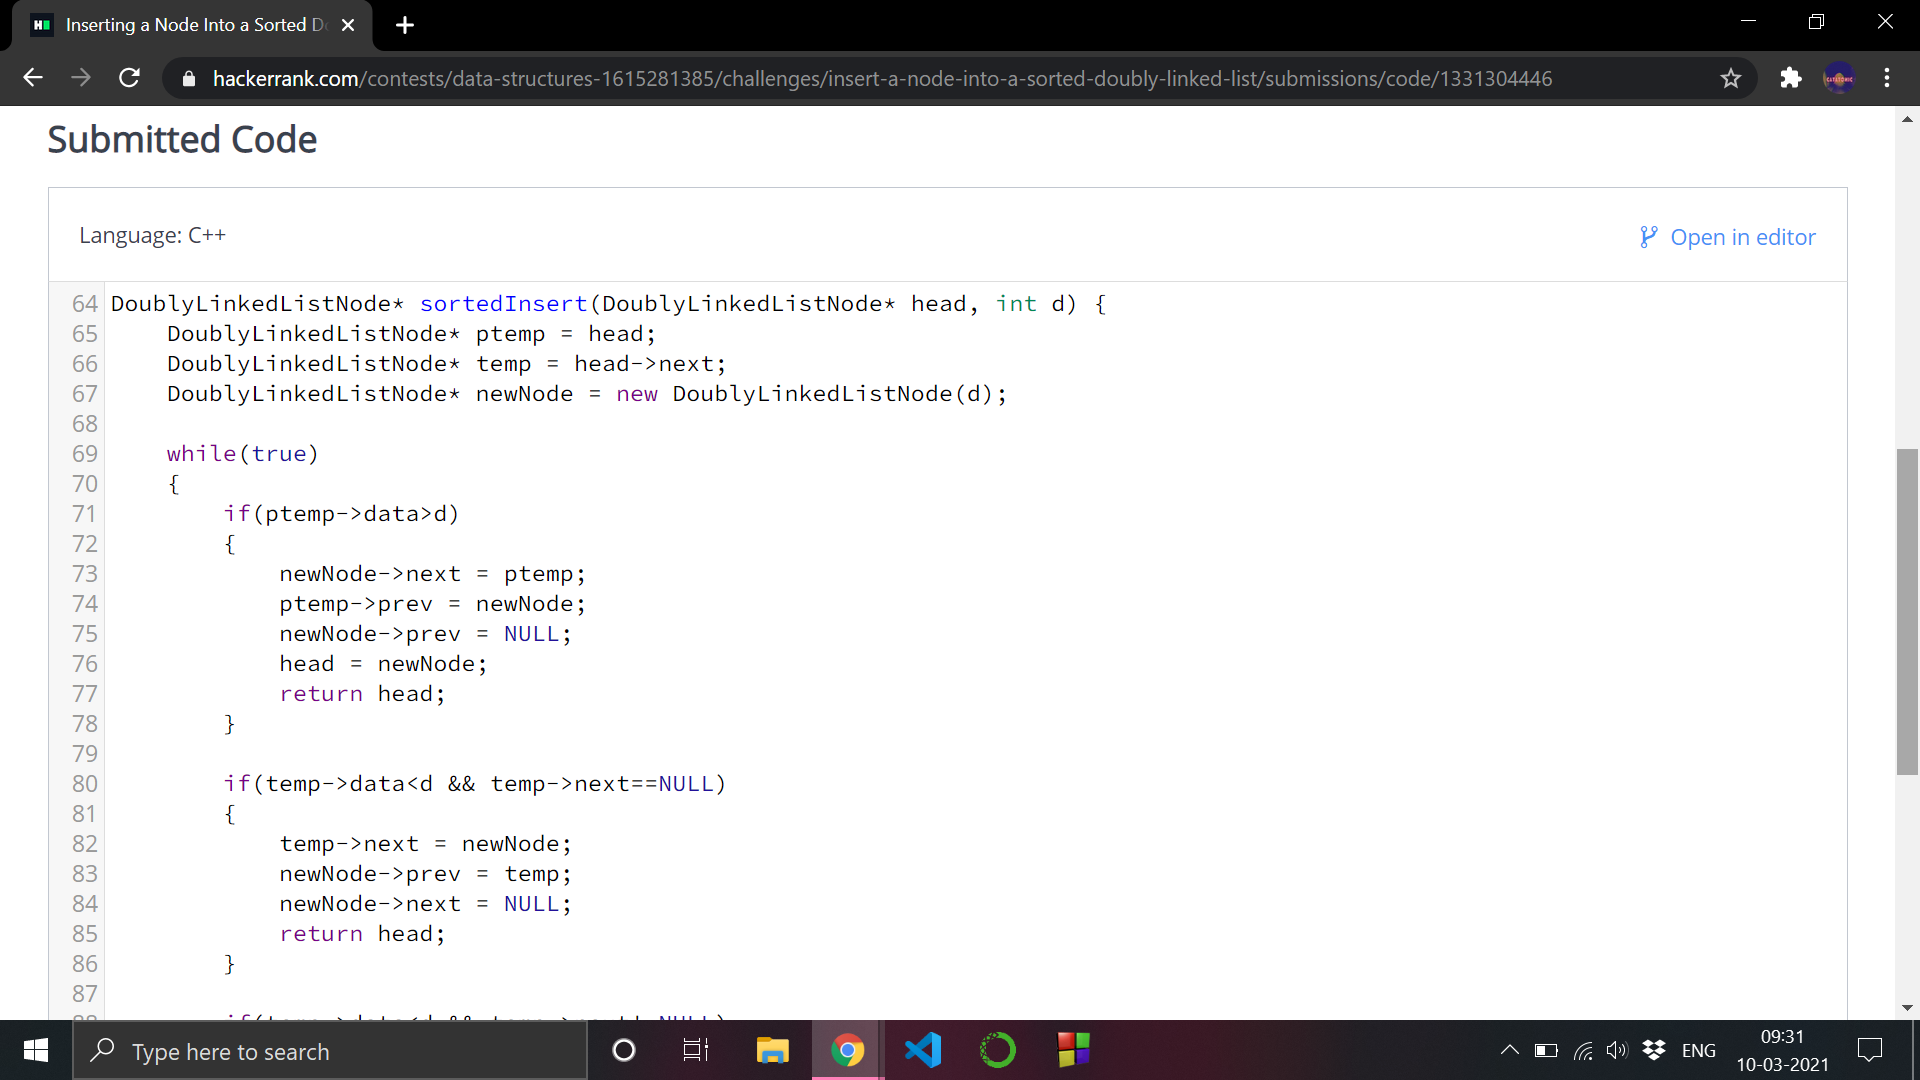 Inserting a Node Into a Sorted D
hackerrank.com/contests/data-structures-1615281385/challenges/insert-a-node-into-a-sorted-doubly-linked-list/submissions/code/1331304446
Submitted Code
Language: C++
Open in editor
64 DoublyLinkedListNode* sortedInsert(DoublyLinkedListNode* head, int d) {
65 DoublyLinkedListNode* ptemp = head;
66 DoublyLinkedListNode* temp = head->next;
67 DoublyLinkedListNode* newNode = new DoublyLinkedListNode(d);
68
69 while(true)
70 {
71 if(ptemp->data>d)
72 {
73 newNode->next = ptemp;
74 ptemp->prev = newNode;
75 newNode->prev = NULL;
76 head = newNode;
77 return head;
78 }
79
80 if(temp->data<d && temp->next==NULL)
81 {
82 temp->next = newNode;
83 newNode->prev = temp;
84 newNode->next = NULL;
85 return head;
86 }
87
Type here to search
ENG
09:31
10-03-2021